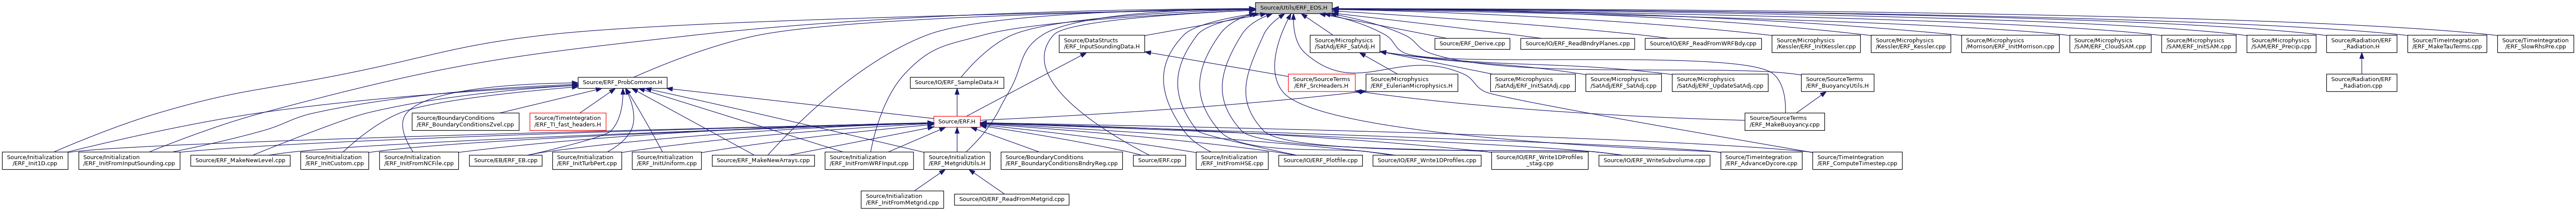 Source/Utils/ERF_EOS.H
Source/DataStructs
/ERF_InputSoundingData.H
Source/Microphysics
/SatAdj/ERF_SatAdj.H
Source/ERF_Derive.cpp
Source/IO/ERF_ReadBndryPlanes.cpp
Source/IO/ERF_ReadFromWRFBdy.cpp
Source/Microphysics
/Kessler/ERF_InitKessler.cpp
Source/Microphysics
/Kessler/ERF_Kessler.cpp
Source/Microphysics
/Morrison/ERF_InitMorrison.cpp
Source/Microphysics
/SAM/ERF_CloudSAM.cpp
Source/Microphysics
/SAM/ERF_InitSAM.cpp
Source/Microphysics
/SAM/ERF_Precip.cpp
Source/Radiation/ERF
_Radiation.H
Source/TimeIntegration
/ERF_MakeTauTerms.cpp
Source/TimeIntegration
/ERF_SlowRhsPre.cpp
Source/ERF_ProbCommon.H
Source/IO/ERF_SampleData.H
Source/SourceTerms
/ERF_SrcHeaders.H
Source/Microphysics
/ERF_EulerianMicrophysics.H
Source/Microphysics
/SatAdj/ERF_InitSatAdj.cpp
Source/Microphysics
/SatAdj/ERF_SatAdj.cpp
Source/Microphysics
/SatAdj/ERF_UpdateSatAdj.cpp
Source/SourceTerms
/ERF_BuoyancyUtils.H
Source/Radiation/ERF
_Radiation.cpp
Source/BoundaryConditions
/ERF_BoundaryConditionsZvel.cpp
Source/TimeIntegration
/ERF_TI_fast_headers.H
Source/ERF.H
Source/SourceTerms
/ERF_MakeBuoyancy.cpp
Source/Initialization
/ERF_Init1D.cpp
Source/Initialization
/ERF_InitFromInputSounding.cpp
Source/ERF_MakeNewLevel.cpp
Source/Initialization
/ERF_InitCustom.cpp
Source/Initialization
/ERF_InitFromNCFile.cpp
Source/EB/ERF_EB.cpp
Source/Initialization
/ERF_InitTurbPert.cpp
Source/Initialization
/ERF_InitUniform.cpp
Source/ERF_MakeNewArrays.cpp
Source/Initialization
/ERF_InitFromWRFInput.cpp
Source/Initialization
/ERF_MetgridUtils.H
Source/BoundaryConditions
/ERF_BoundaryConditionsBndryReg.cpp
Source/ERF.cpp
Source/Initialization
/ERF_InitFromHSE.cpp
Source/IO/ERF_Plotfile.cpp
Source/IO/ERF_Write1DProfiles.cpp
Source/IO/ERF_Write1DProfiles
_stag.cpp
Source/IO/ERF_WriteSubvolume.cpp
Source/TimeIntegration
/ERF_AdvanceDycore.cpp
Source/TimeIntegration
/ERF_ComputeTimestep.cpp
Source/Initialization
/ERF_InitFromMetgrid.cpp
Source/IO/ERF_ReadFromMetgrid.cpp